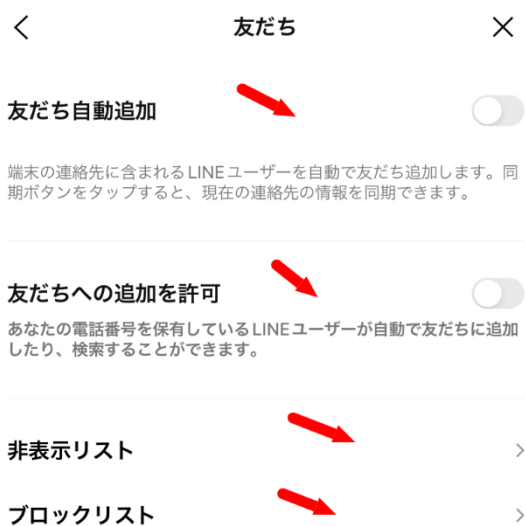 友だち
友だち自動追加
端末の連絡先に含まれるLINEユーザーを自動で友だち追加します。同
期ボタンをタップすると、現在の連絡先の情報を同期できます。
友だちへの追加を許可
あなたの電話番号を保有しているLINEユーザーが自動で友だちに追加
したり、検索することができます。
非表示リスト
ブロックリスト